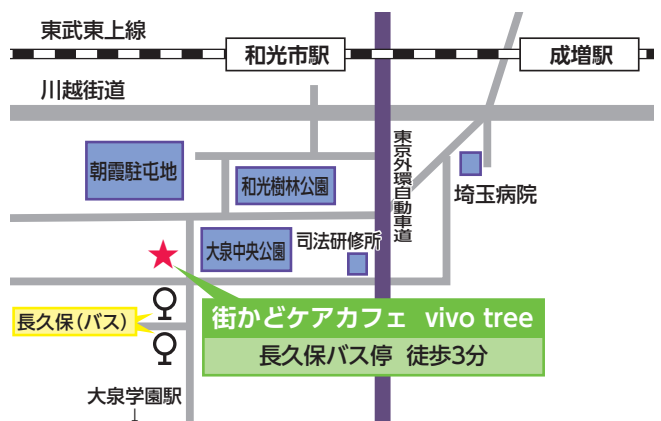 東武東上線
和光市駅
成増駅
川越街道
朝霞駐屯地
和光樹林公園
東京外環自動車道
埼玉病院
大泉中央公園
司法研修所
街かどケアカフェ vivo tree
長久保バス停 徒歩3分
長久保(バス)
大泉学園駅
↓